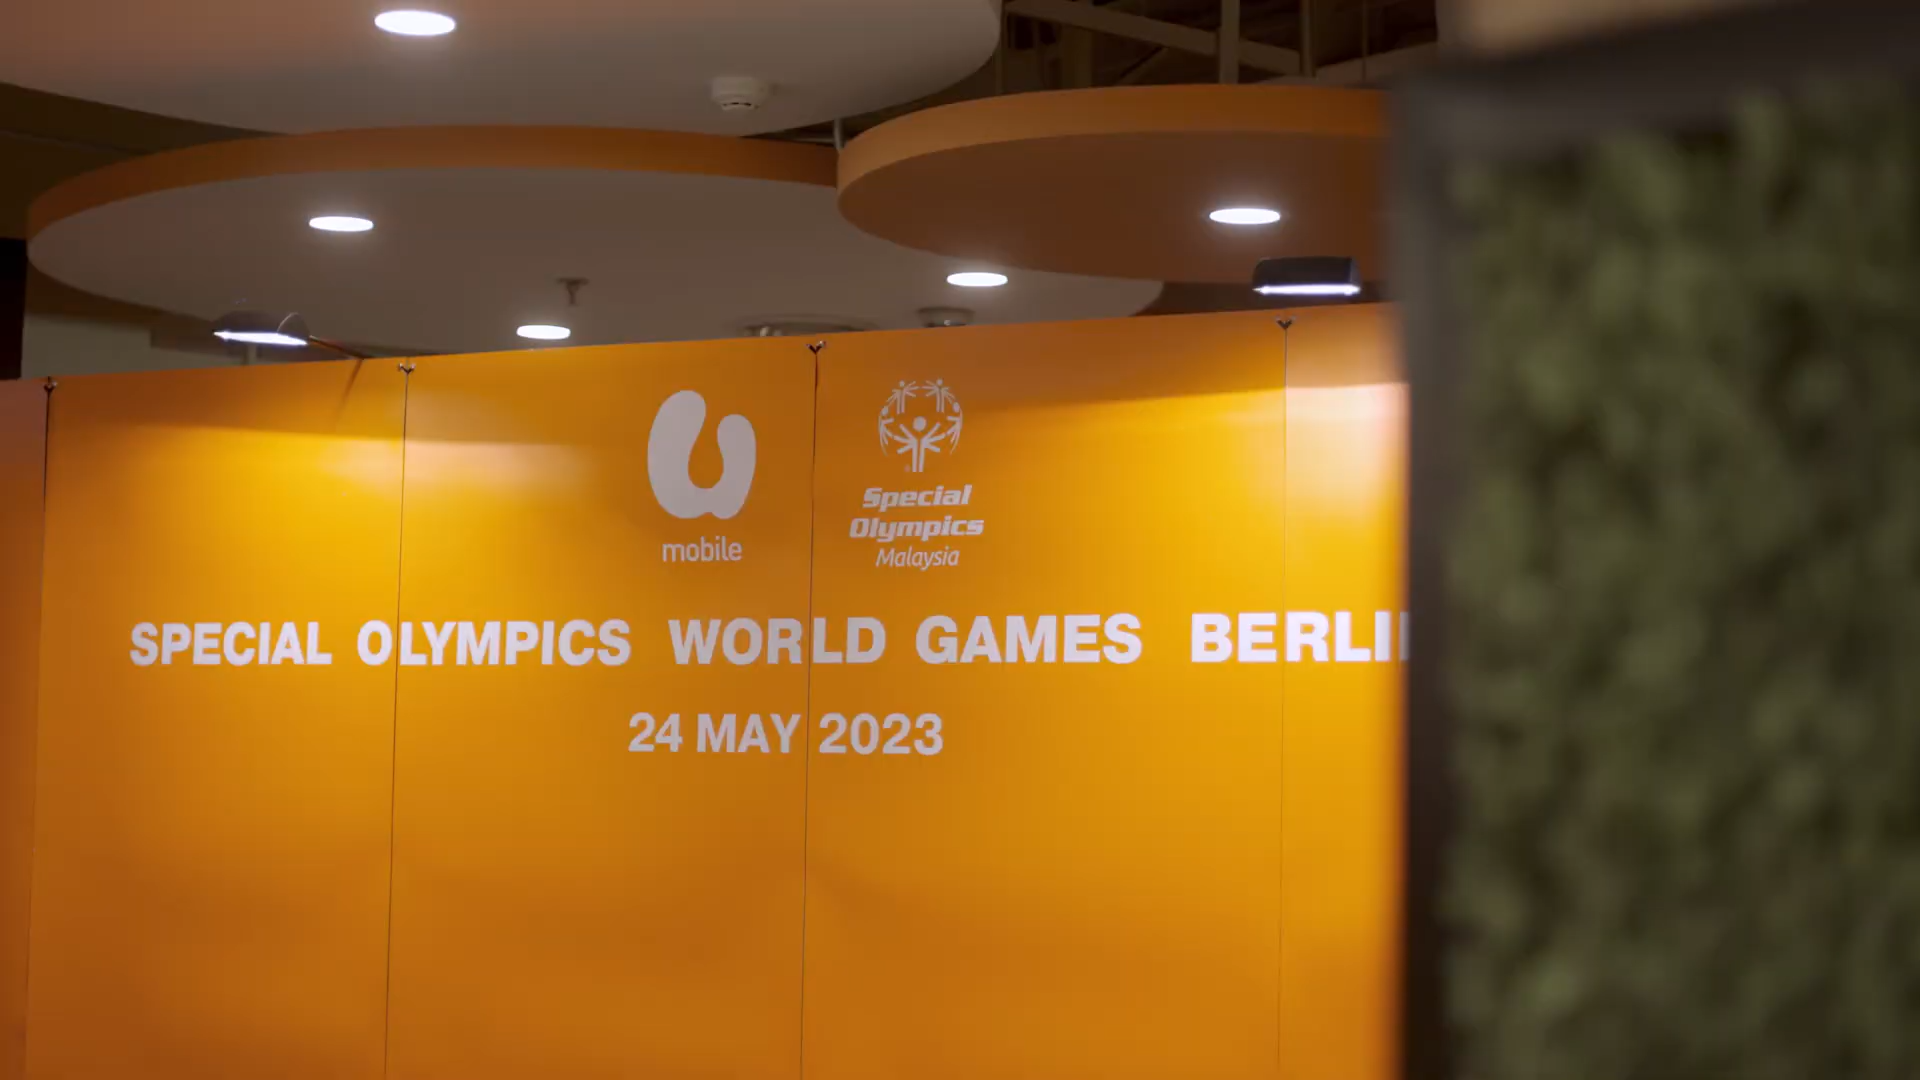 mobile
Special
Olympics
Malaysia
SPECIAL OLYMPICS WORLD GAMES
24 MAY 2023